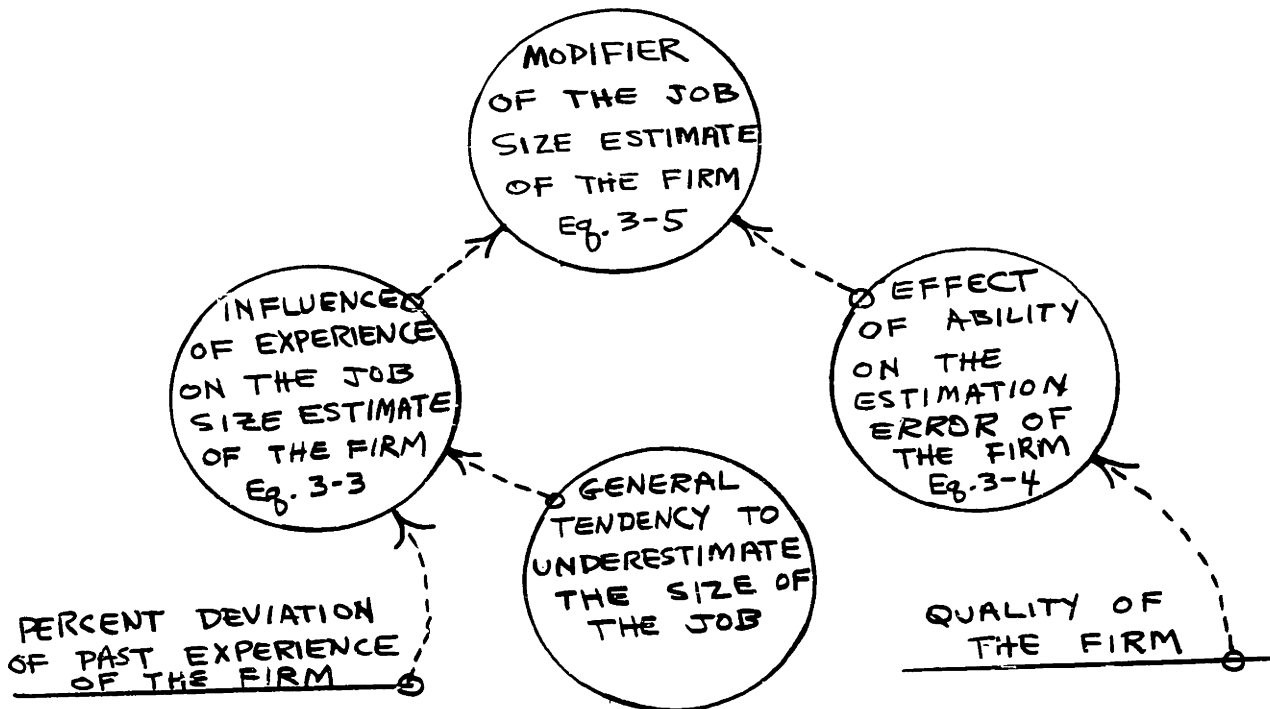 MODIFIER
OF THE JOB
SIZE ESTIMATE
OF THE FIRM
Eq. 3-5
INFLUENCE
OF EXPERIENCE
ON THE JOB
SIZE ESTIMATE
OF THE FIRM
Eq. 3-3
EFFECT
OF ABILITY
ON THE
ESTIMATION
ERROR OF
THE FIRM
Eq. 3-4
GENERAL
TENDENCY TO
UNDERESTIMATE
THE SIZE OF
THE JOB
PERCENT DEVIATION
OF PAST EXPERIENCE
OF THE FIRM
QUALITY OF
THE FIRM